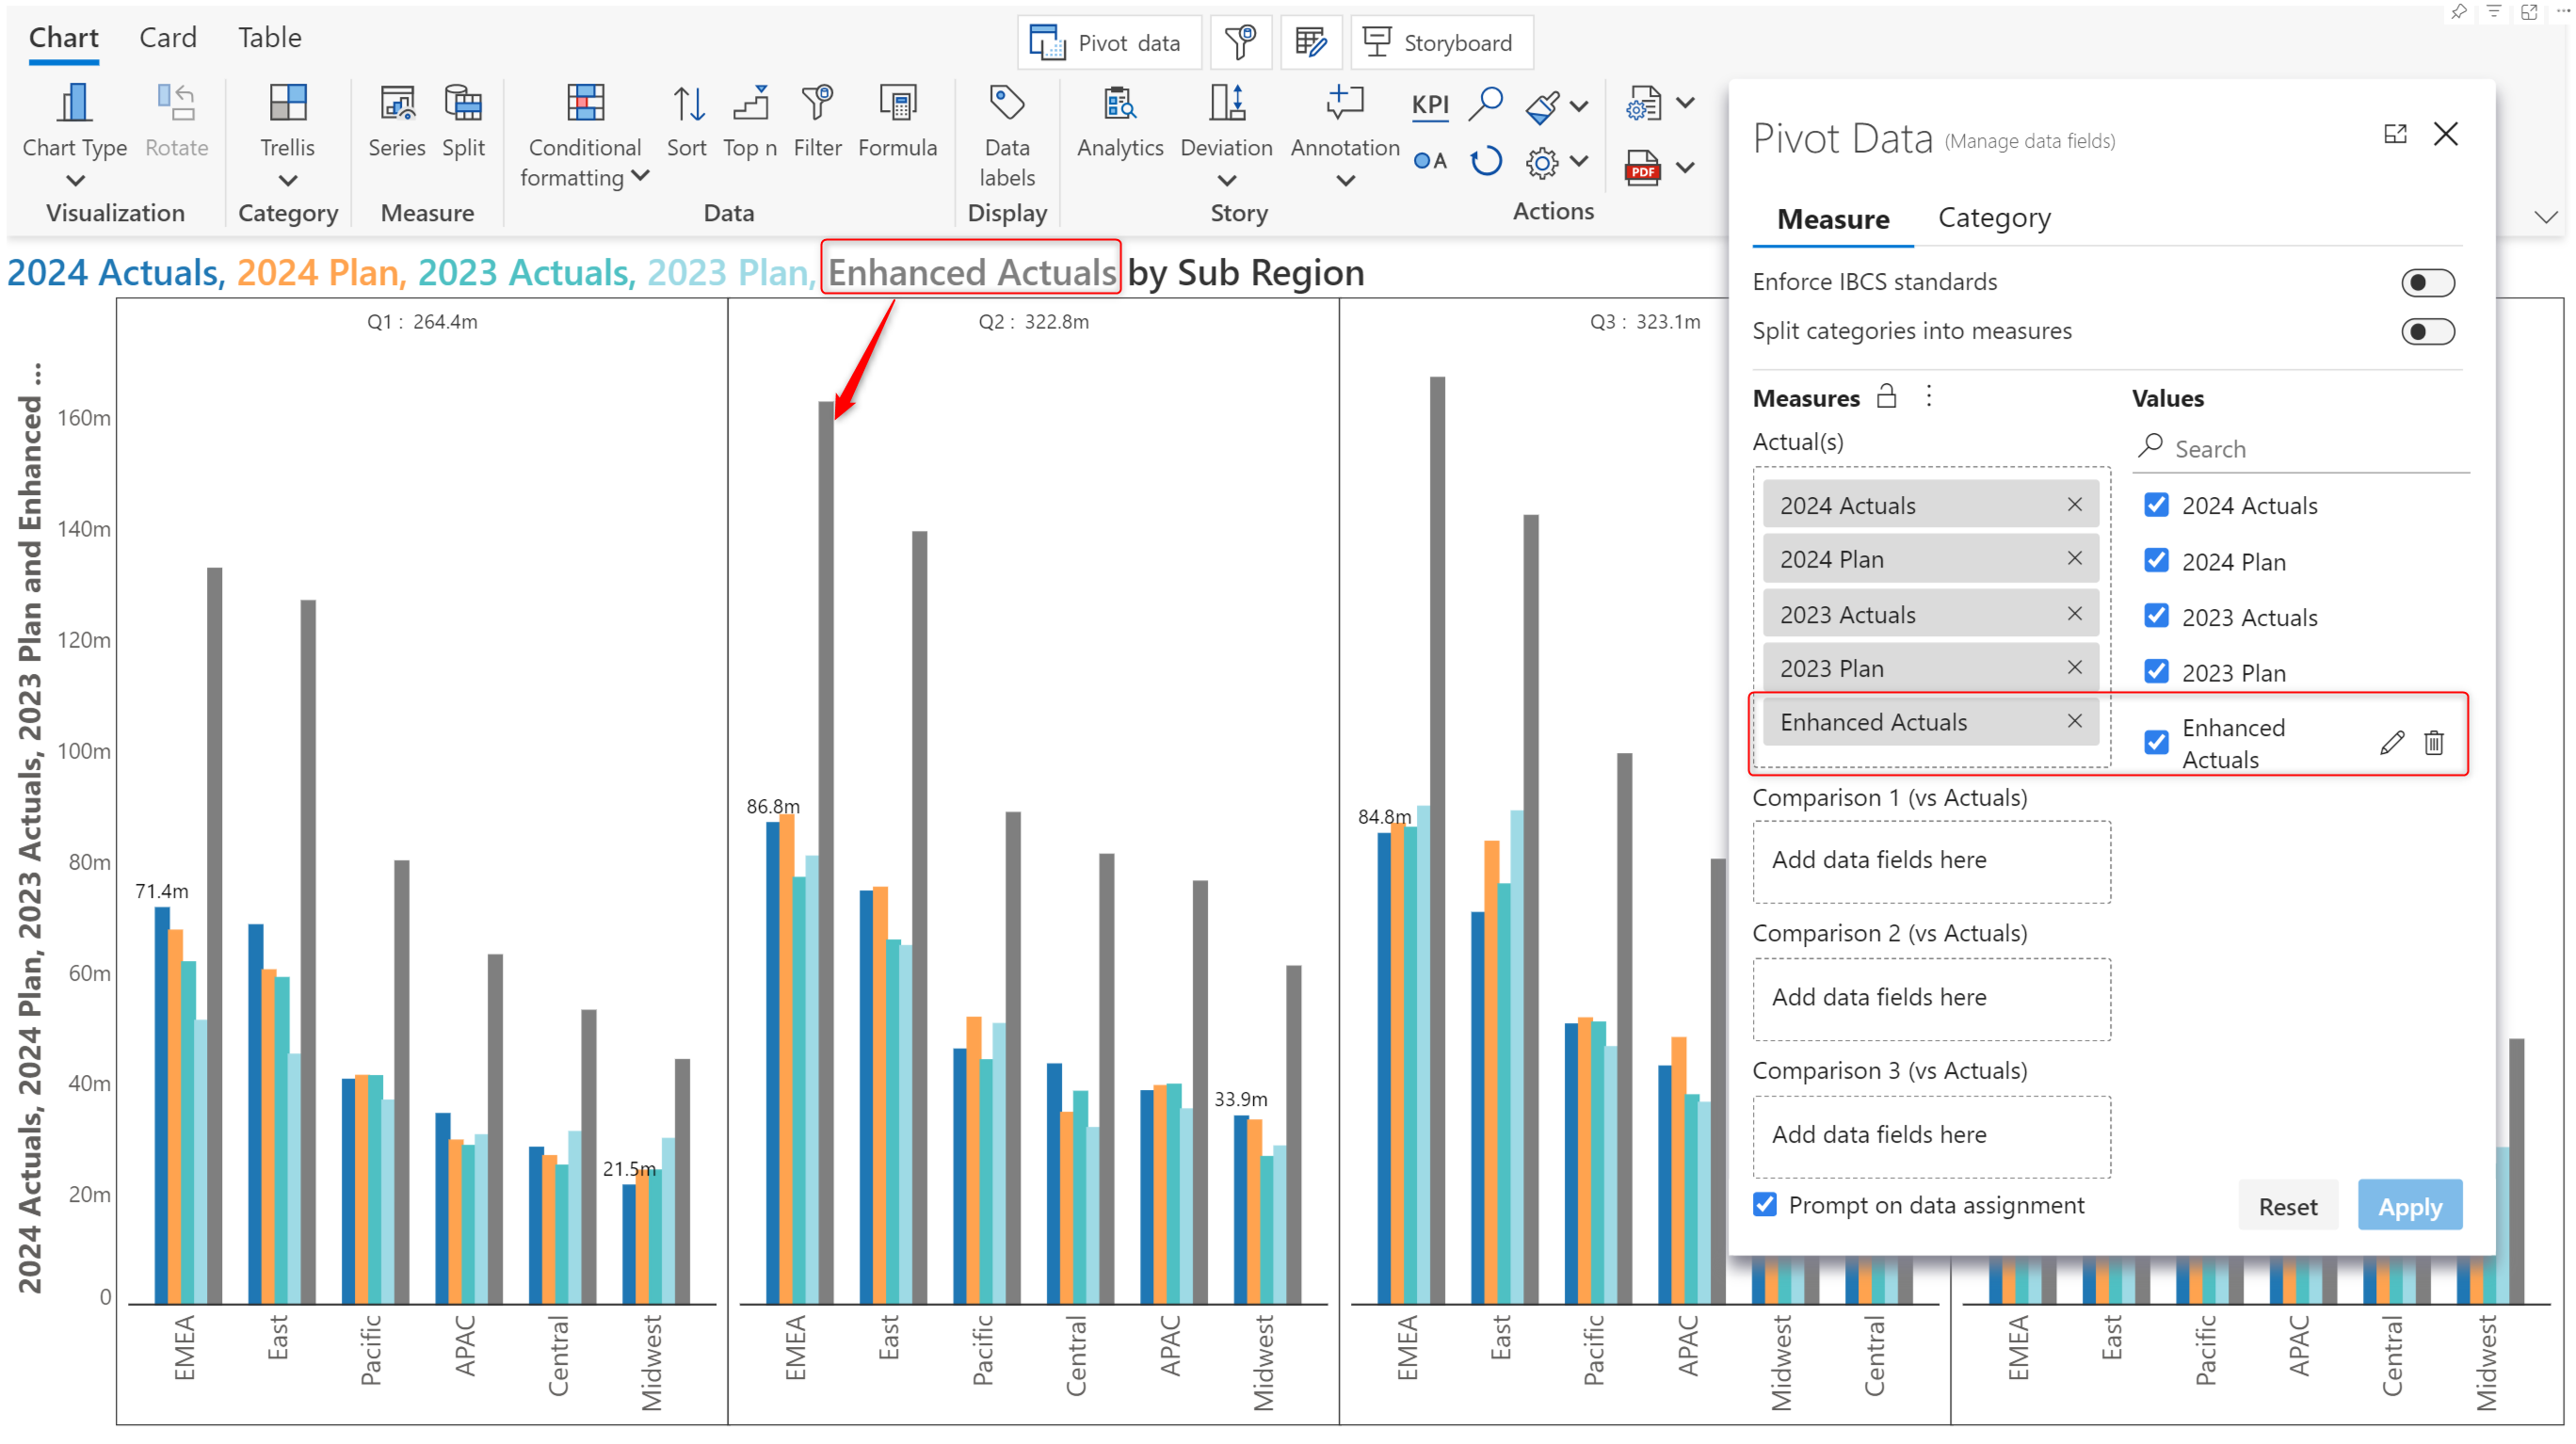 Chart Card Table
Pivot data
Storyboard
Chart Type
Rotate
Visualization
Trellis
Category
Series
Split
Measure
Conditional
formatting
Sort
Top n
Filter
Formula
Data
Data
labels
Display
Analytics
Deviation
Annotation
Story
KPI
A
PDF
Actions
2024 Actuals, 2024 Plan, 2023 Actuals, 2023 Plan, Enhanced Actuals by Sub Region
2024 Actuals, 2024 Plan, 2023 Actuals, 2023 Plan and Enhanced ...
160m
140m
120m
100m
80m
60m
40m
20m
0
Q1 : 264.4m
71.4m
21.5m
EMEA
East
Pacific
APAC
Central
Midwest
Q2 : 322.8m
86.8m
33.9m
EMEA
East
Pacific
Central
APAC
Midwest
Q3 : 323.1m
84.8m
EMEA
East
Pacific
APAC
Midwest
Central
EMEA
East
Pacific
APAC
Central
Midwest
Pivot Data (Manage data fields)
Measure Category
Enforce IBCS standards
Split categories into measures
Measures
Actual(s)
2024 Actuals
2024 Plan
2023 Actuals
2023 Plan
Enhanced Actuals
Values
Search
2024 Actuals
2024 Plan
2023 Actuals
2023 Plan
Enhanced
Actuals
Comparison 1 (vs Actuals)
Add data fields here
Comparison 2 (vs Actuals)
Add data fields here
Comparison 3 (vs Actuals)
Add data fields here
Prompt on data assignment
Reset
Apply